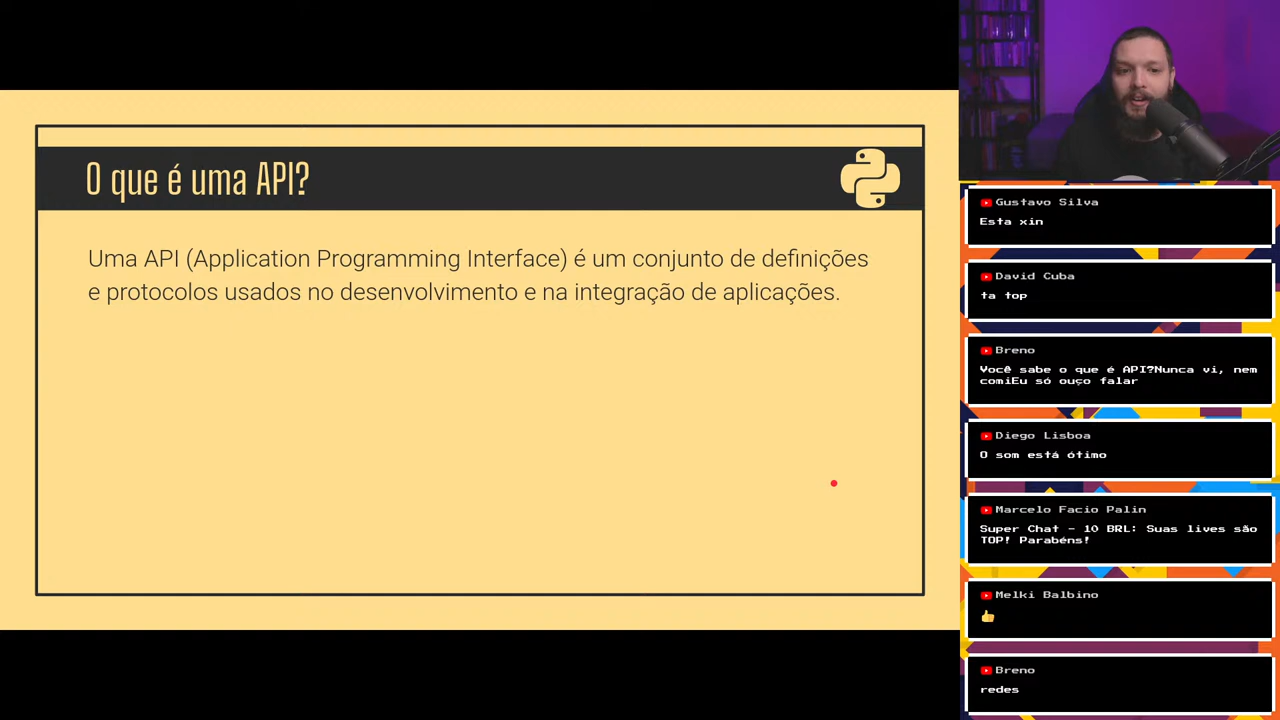 O que é uma API?
Uma API (Application Programming Interface) é um conjunto de definições
e protocolos usados no desenvolvimento e na integração de aplicações.
Gustavo Silva
Esta xin
David Cuba
ta top
Breno
Você sabe o que é API?Nunca vi, nem
comiEu só ouço falar
Diego Lisboa
O som está ótimo
Marcelo Facio Palin
Super Chat - 10 BRL: Suas lives são
TOP! Parabéns!
Melki Balbino
👍
Breno
redes